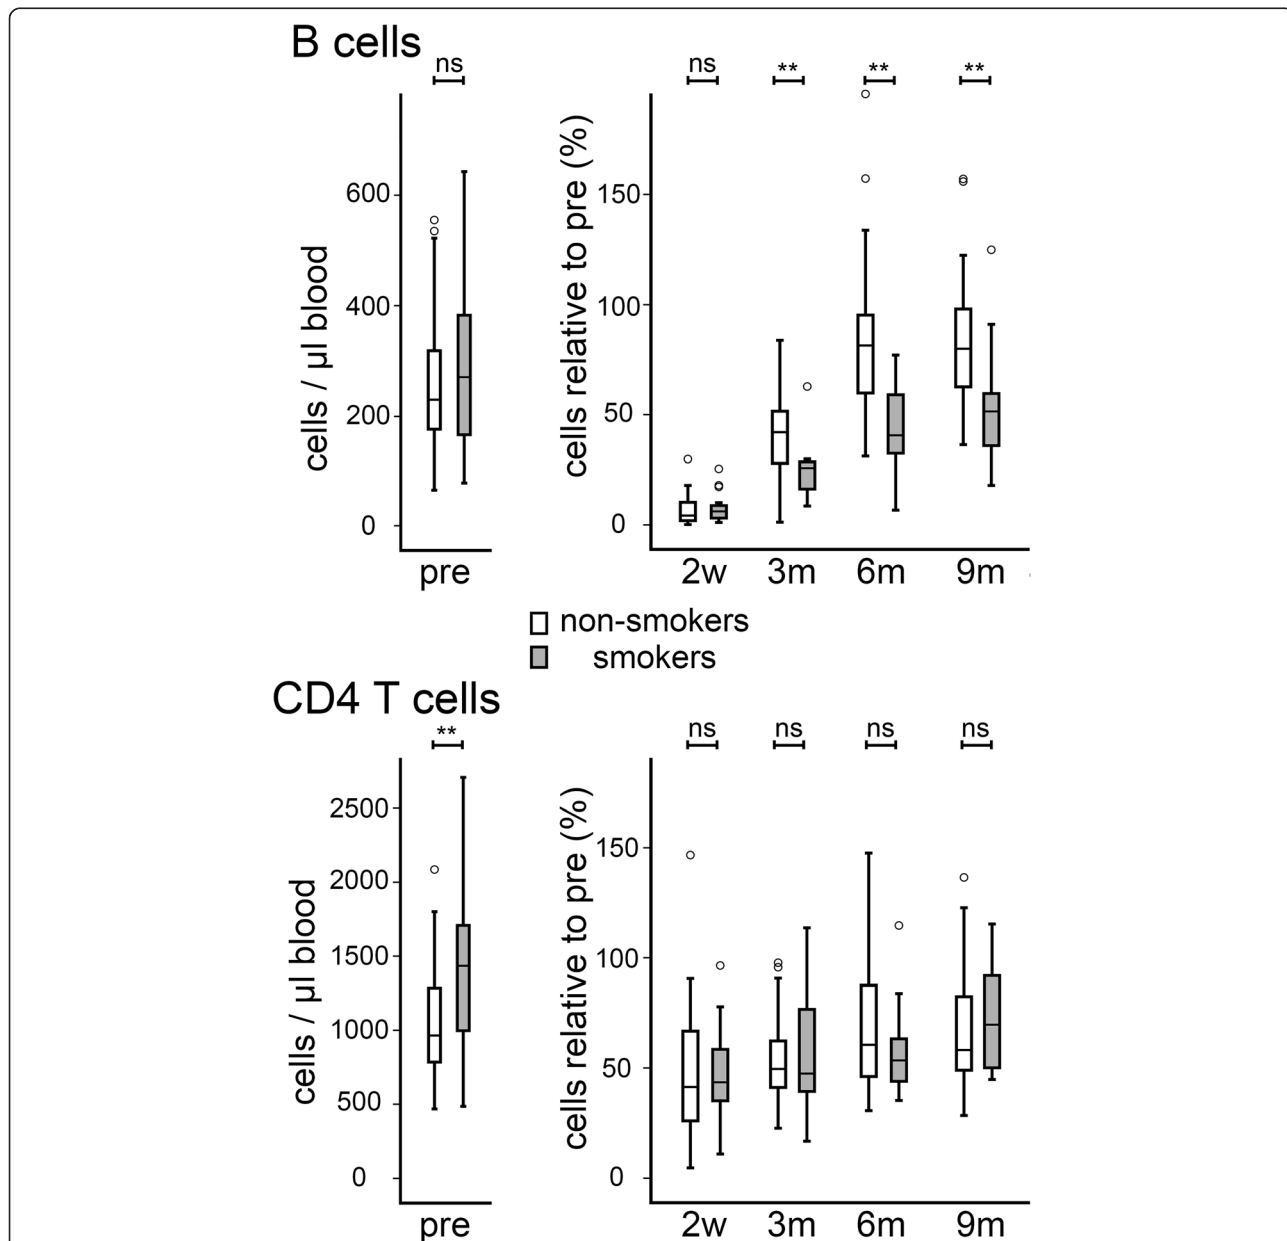 B cells
ns
ns
**
**
**
cells / µl blood
600
400
200
0
pre
cells relative to pre (%)
150
100
50
0
2w 3m 6m 9m
non-smokers
smokers
CD4 T cells
**
ns
ns
ns
ns
cells / µl blood
2500
2000
1500
1000
500
0
pre
cells relative to pre (%)
150
100
50
0
2w 3m 6m 9m